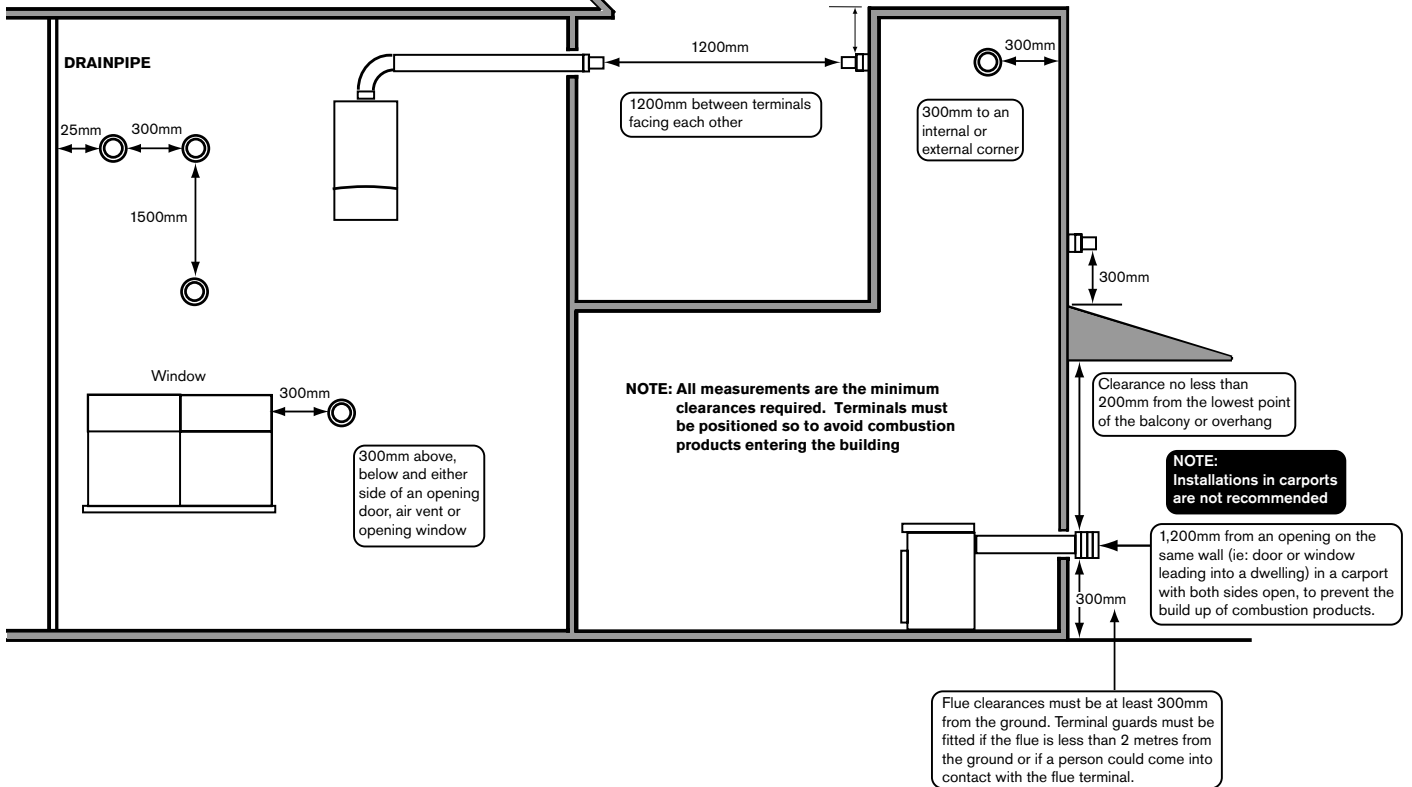 DRAINPIPE
1200mm
300mm
1200mm between terminals
facing each other
300mm to an
internal or
external corner
25mm
300mm
1500mm
300mm
Window
300mm
300mm above,
below and either
side of an opening
door, air vent or
opening window
NOTE: All measurements are the minimum
clearances required. Terminals must
be positioned so to avoid combustion
products entering the building
Clearance no less than
200mm from the lowest point
of the balcony or overhang
NOTE:
Installations in carports
are not recommended
1,200mm from an opening on the
same wall (ie: door or window
leading into a dwelling) in a carport
with both sides open, to prevent the
build up of combustion products.
300mm
Flue clearances must be at least 300mm
from the ground. Terminal guards must be
fitted if the flue is less than 2 metres from
the ground or if a person could come into
contact with the flue terminal.